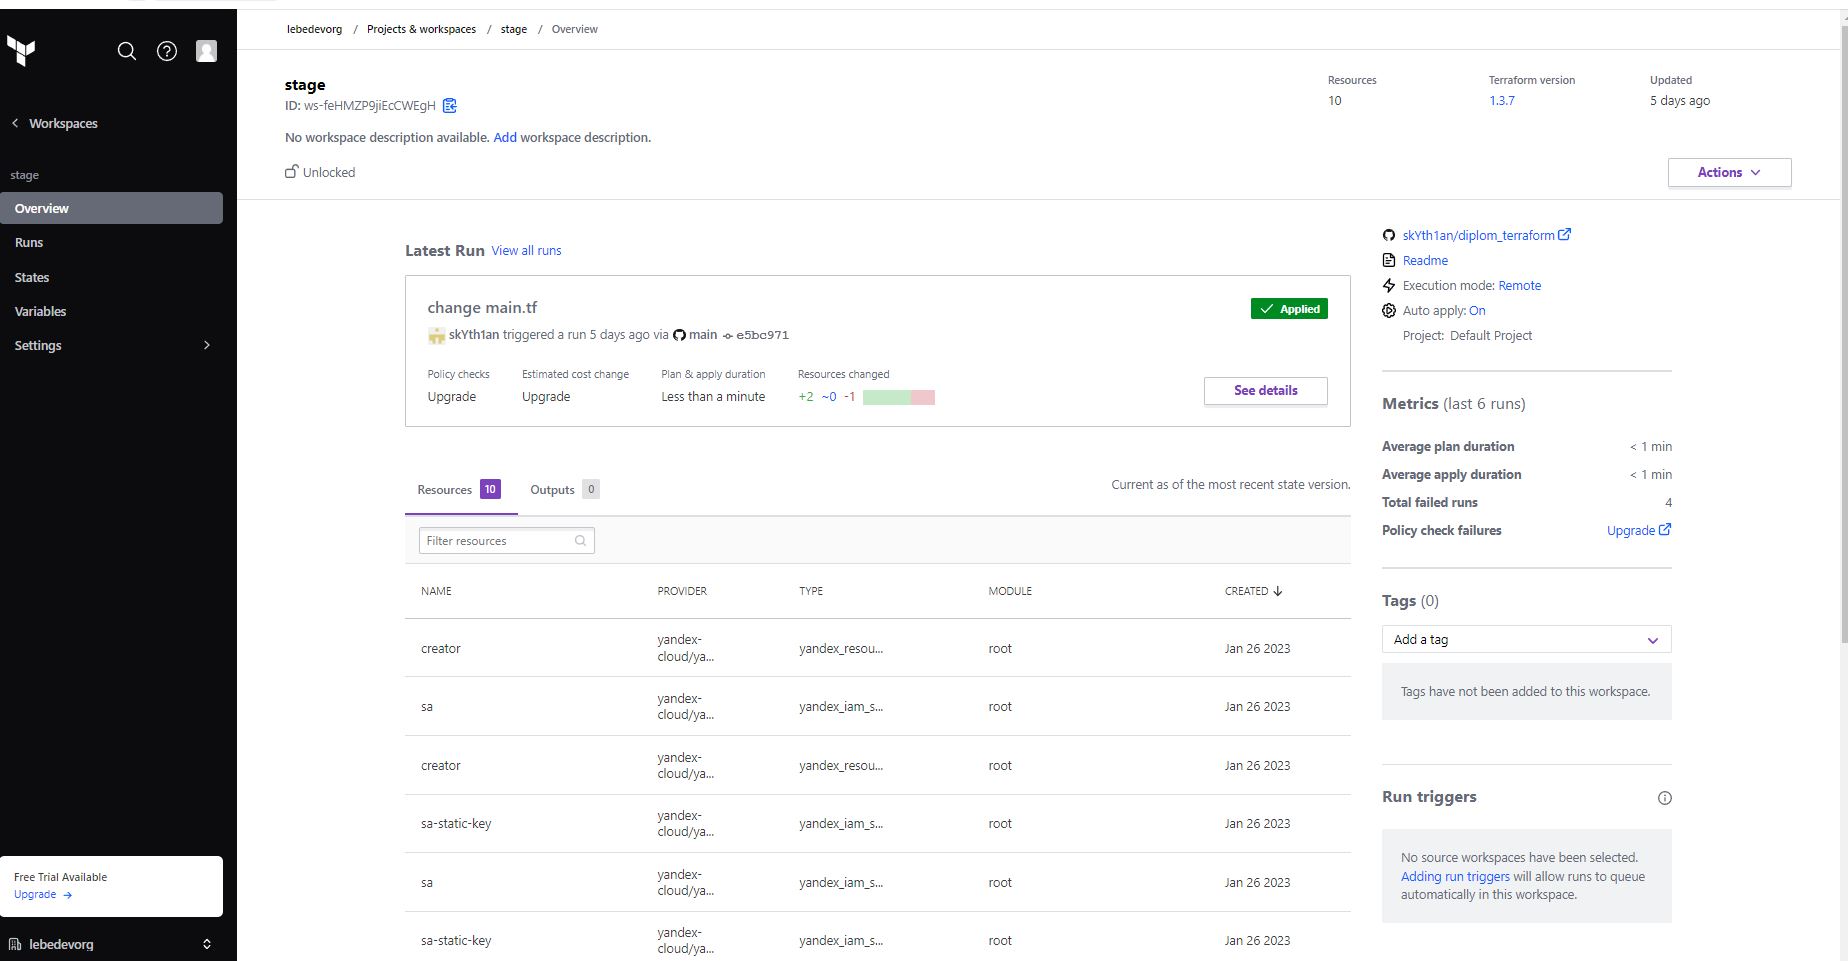 lebedevorg / Projects & workspaces / stage / Overview
Workspaces
stage
Overview
Runs
States
Variables
Settings
Free Trial Available
Upgrade →
lebedevorg
stage
ID: ws-feHMZP9jiEcCWEgH
No workspace description available. Add workspace description.
Unlocked
Resources
10
Terraform version
1.3.7
Updated
5 days ago
Actions
Latest Run View all runs
change main.tf
Applied
skYth1an triggered a run 5 days ago via main e5bc971
Policy checks
Upgrade
Estimated cost change
Upgrade
Plan & apply duration
Less than a minute
Resources changed
+2 ~0 -1
See details
Resources 10
Outputs 0
Current as of the most recent state version.
Filter resources
NAME PROVIDER TYPE MODULE CREATED ↓
creator yandex-cloud/ya... yandex_resou... root Jan 26 2023
sa yandex-cloud/ya... yandex_iam_s... root Jan 26 2023
creator yandex-cloud/ya... yandex_resou... root Jan 26 2023
sa-static-key yandex-cloud/ya... yandex_iam_s... root Jan 26 2023
sa yandex-cloud/ya... yandex_iam_s... root Jan 26 2023
sa-static-key yandex-cloud/ya... yandex_iam_s... root Jan 26 2023
skYth1an/diplom_terraform
Readme
Execution mode: Remote
Auto apply: On
Project: Default Project
Metrics (last 6 runs)
Average plan duration < 1 min
Average apply duration < 1 min
Total failed runs 4
Policy check failures Upgrade
Tags (0)
Add a tag
Tags have not been added to this workspace.
Run triggers
No source workspaces have been selected.
Adding run triggers will allow runs to queue
automatically in this workspace.